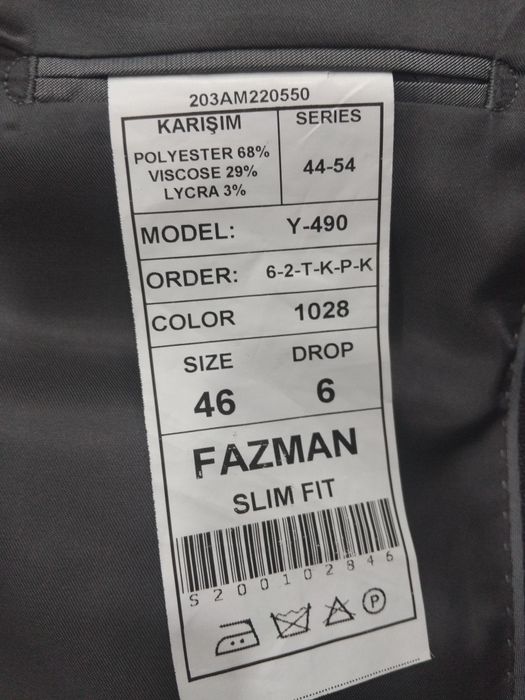 203AM220550
KARIŞIM
POLYESTER 68%
VISCOSE 29%
LYCRA 3%
SERIES
44-54
MODEL: Y-490
ORDER: 6-2-T-K-P-K
COLOR 1028
SIZE DROP
46 6
FAZMAN
SLIM FIT
S200102846
P